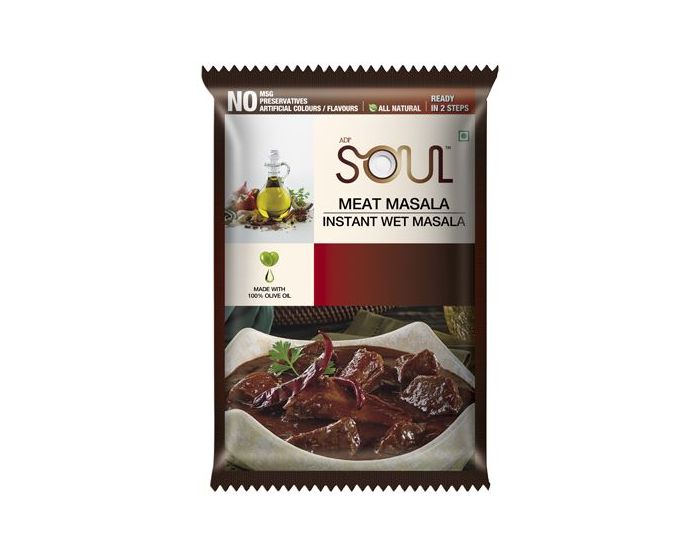 NO MSG
PRESERVATIVES
ARTIFICIAL COLOURS / FLAVOURS
ALL NATURAL
READY
IN 2 STEPS
ADF
SOUL™
MEAT MASALA
INSTANT WET MASALA
MADE WITH
100% OLIVE OIL